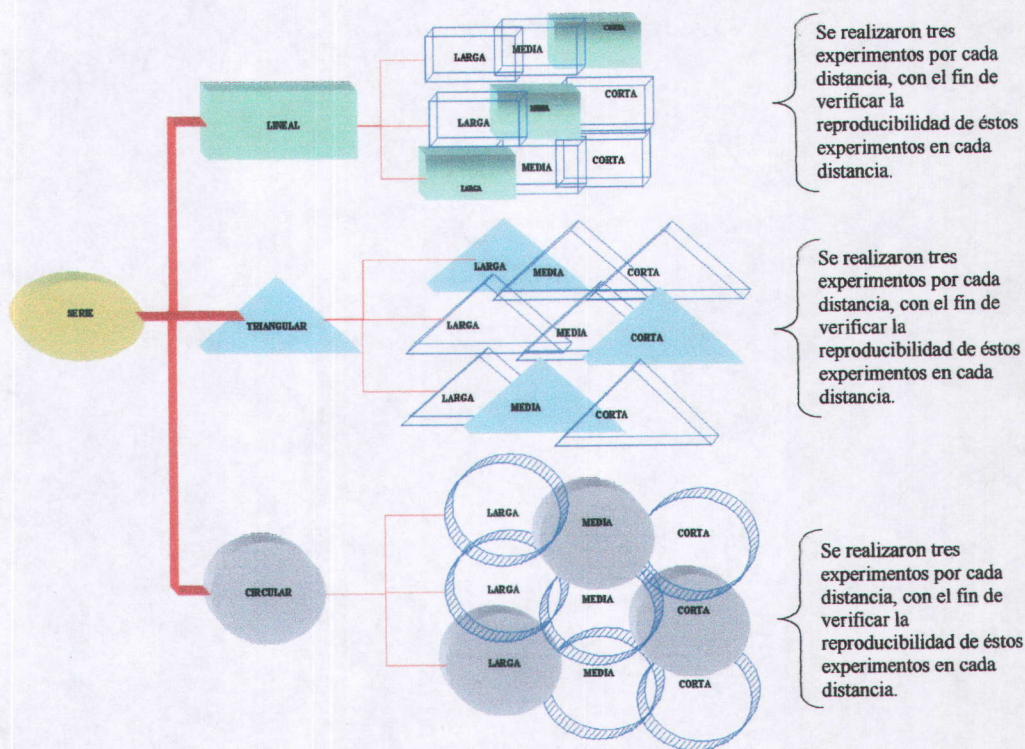 SERIE
LINEAL
LARGA MEDIA CORTA
LARGA MEDIA CORTA
LARGA MEDIA CORTA
Se realizaron tres
experimentos por cada
distancia, con el fin de
verificar la
reproducibilidad de éstos
experimentos en cada
distancia.
TRIANGULAR
LARGA MEDIA CORTA
LARGA MEDIA CORTA
LARGA MEDIA CORTA
Se realizaron tres
experimentos por cada
distancia, con el fin de
verificar la
reproducibilidad de éstos
experimentos en cada
distancia.
CIRCULAR
LARGA MEDIA CORTA
LARGA MEDIA CORTA
LARGA MEDIA CORTA
Se realizaron tres
experimentos por cada
distancia, con el fin de
verificar la
reproducibilidad de éstos
experimentos en cada
distancia.